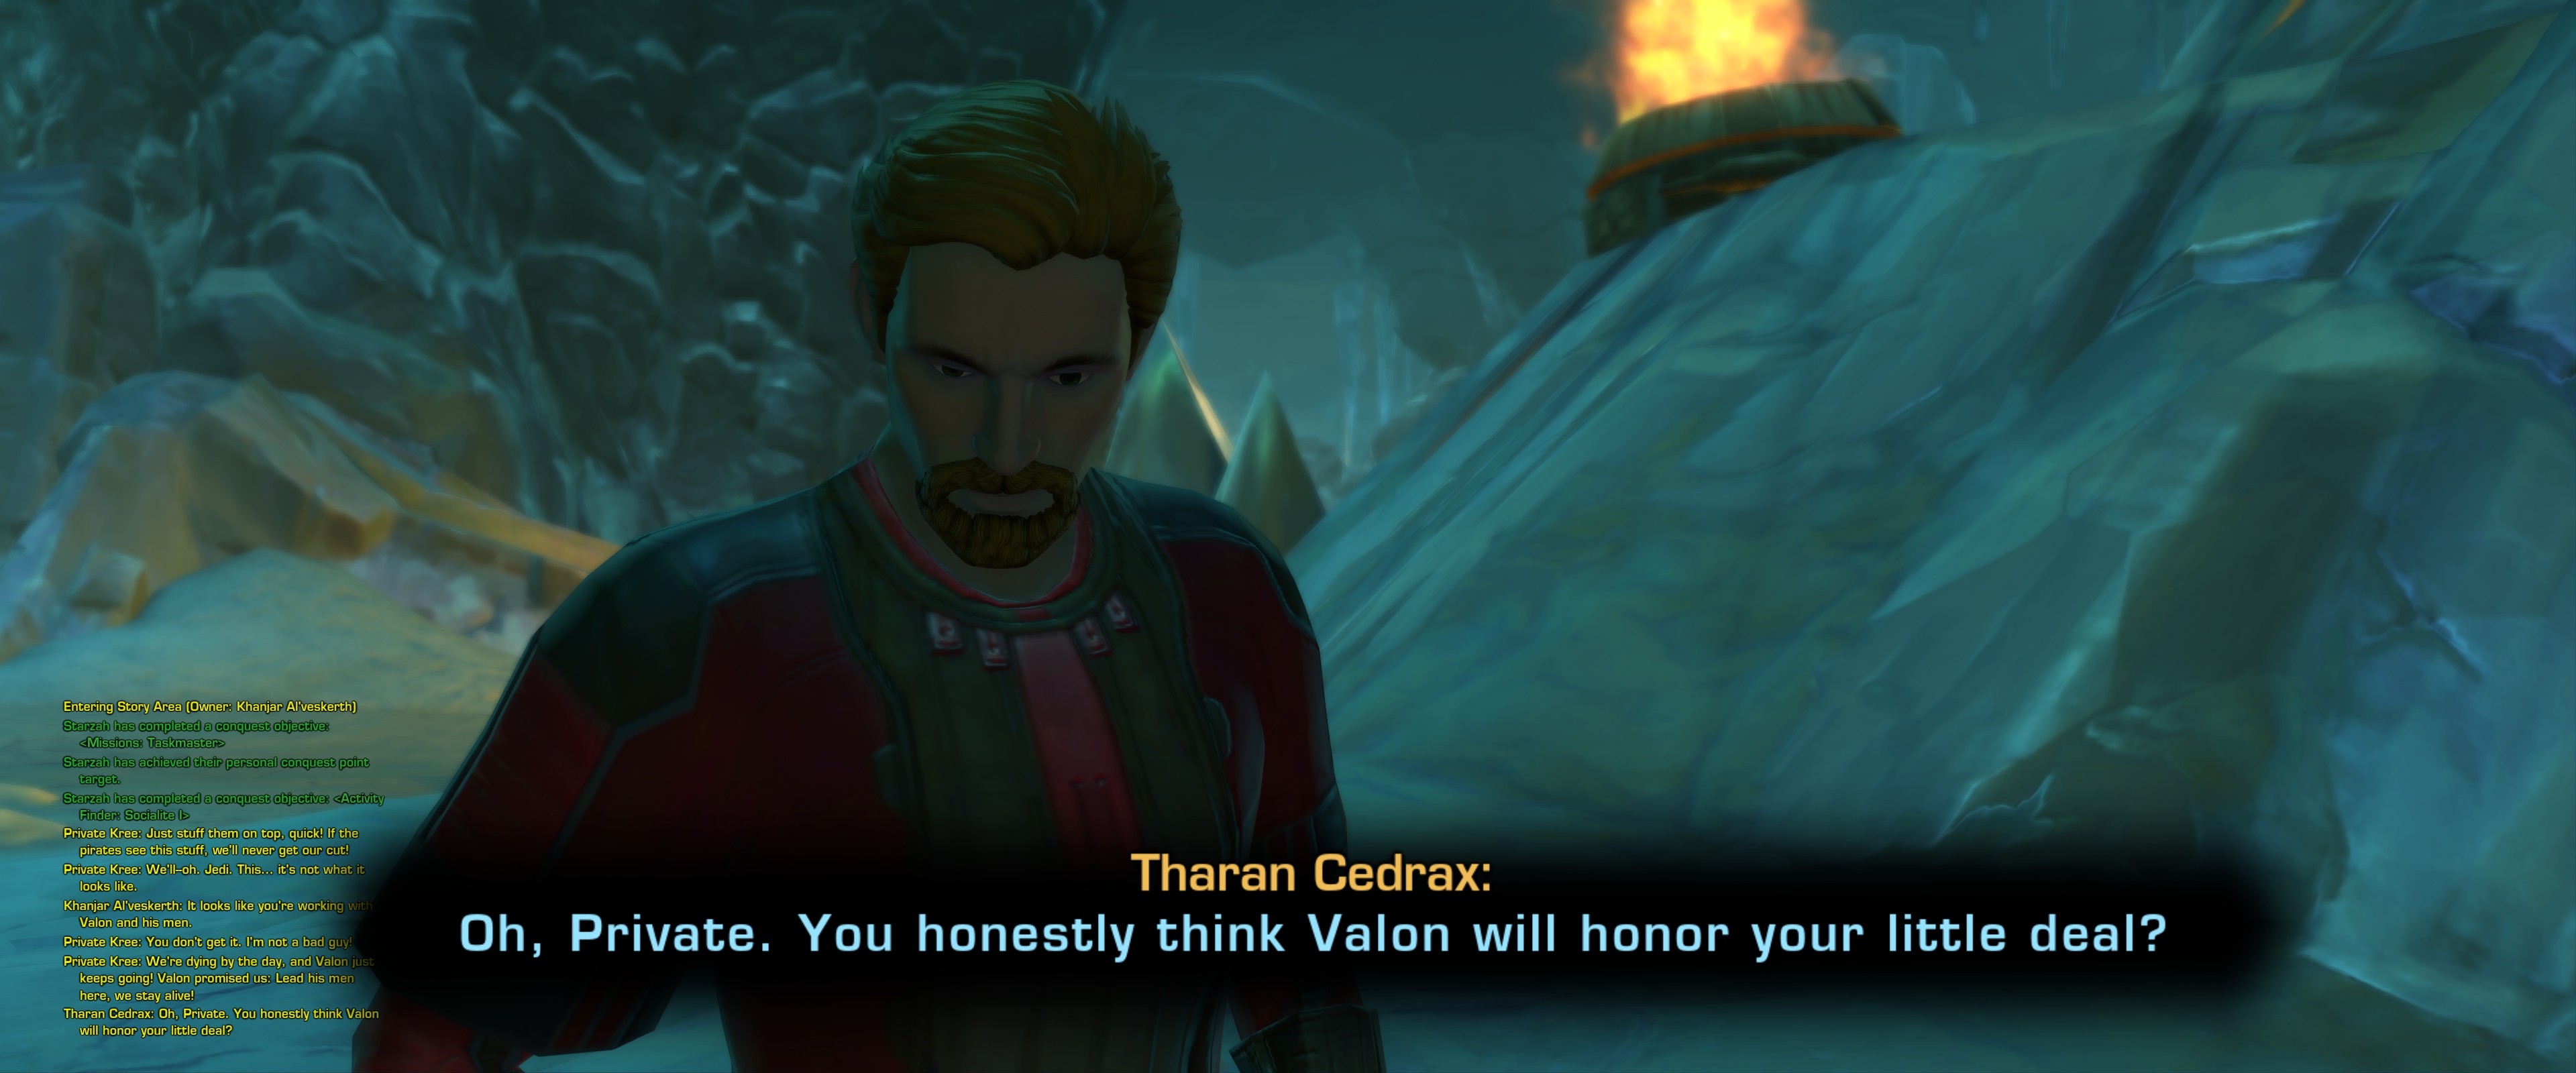 Entering Story Area (Owner: Khanjar Al'veskerth)
Starzah has completed a conquest objective:
<Missions: Taskmaster>
Starzah has achieved their personal conquest point
target.
Starzah has completed a conquest objective: <Activity
Finder: Socialite I>
Private Kree: Just stuff them on top, quick! If the
pirates see this stuff, we'll never get our cut!
Private Kree: We'll–oh. Jedi. This... it's not what it
looks like.
Khanjar Al'veskerth: It looks like you're working with
Valon and his men.
Private Kree: You don't get it. I'm not a bad guy!
Private Kree: We're dying by the day, and Valon just
keeps going! Valon promised us: Lead his men
here, we stay alive!
Tharan Cedrax: Oh, Private. You honestly think Valon
will honor your little deal?
Tharan Cedrax:
Oh, Private. You honestly think Valon will honor your little deal?